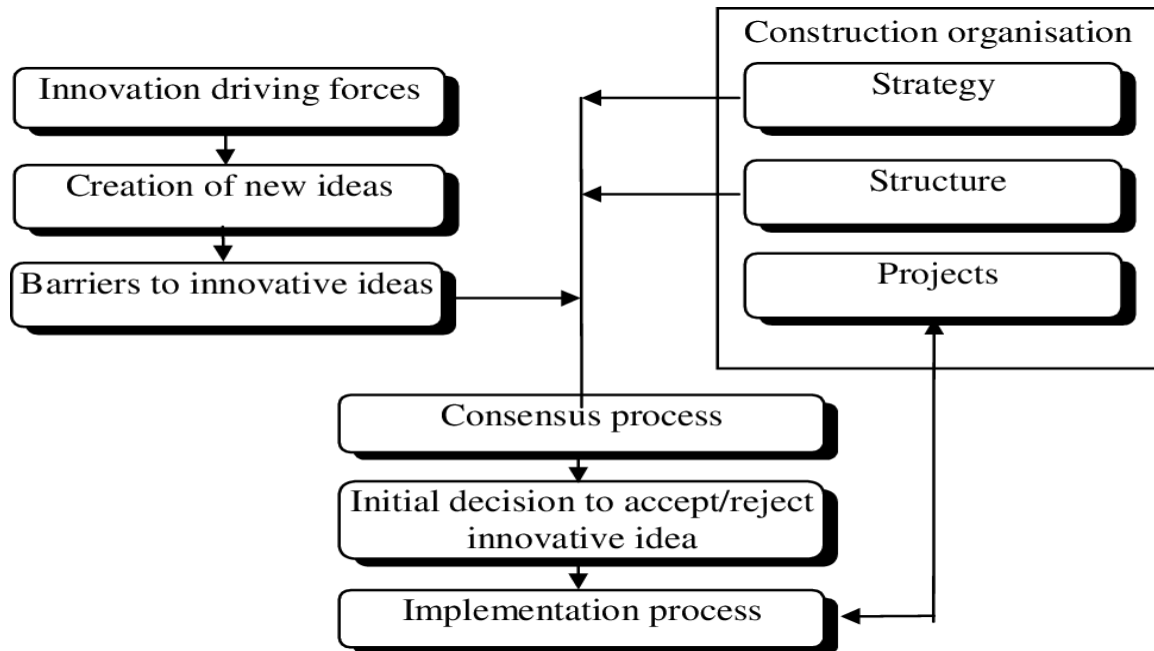 Construction organisation
Innovation driving forces
Strategy
Creation of new ideas
Structure
Barriers to innovative ideas
Projects
Consensus process
Initial decision to accept/reject
innovative idea
Implementation process